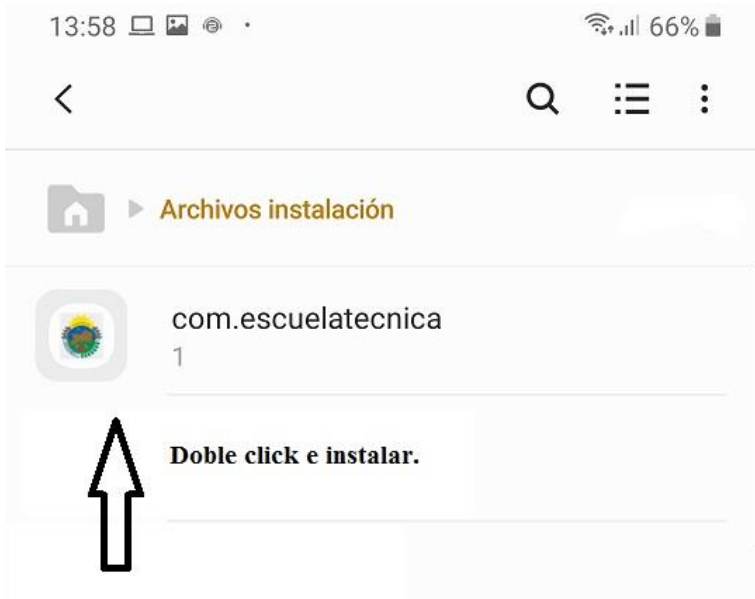 13:58 66%
Archivos instalación
com.escuelatecnica
1
Doble click e instalar.